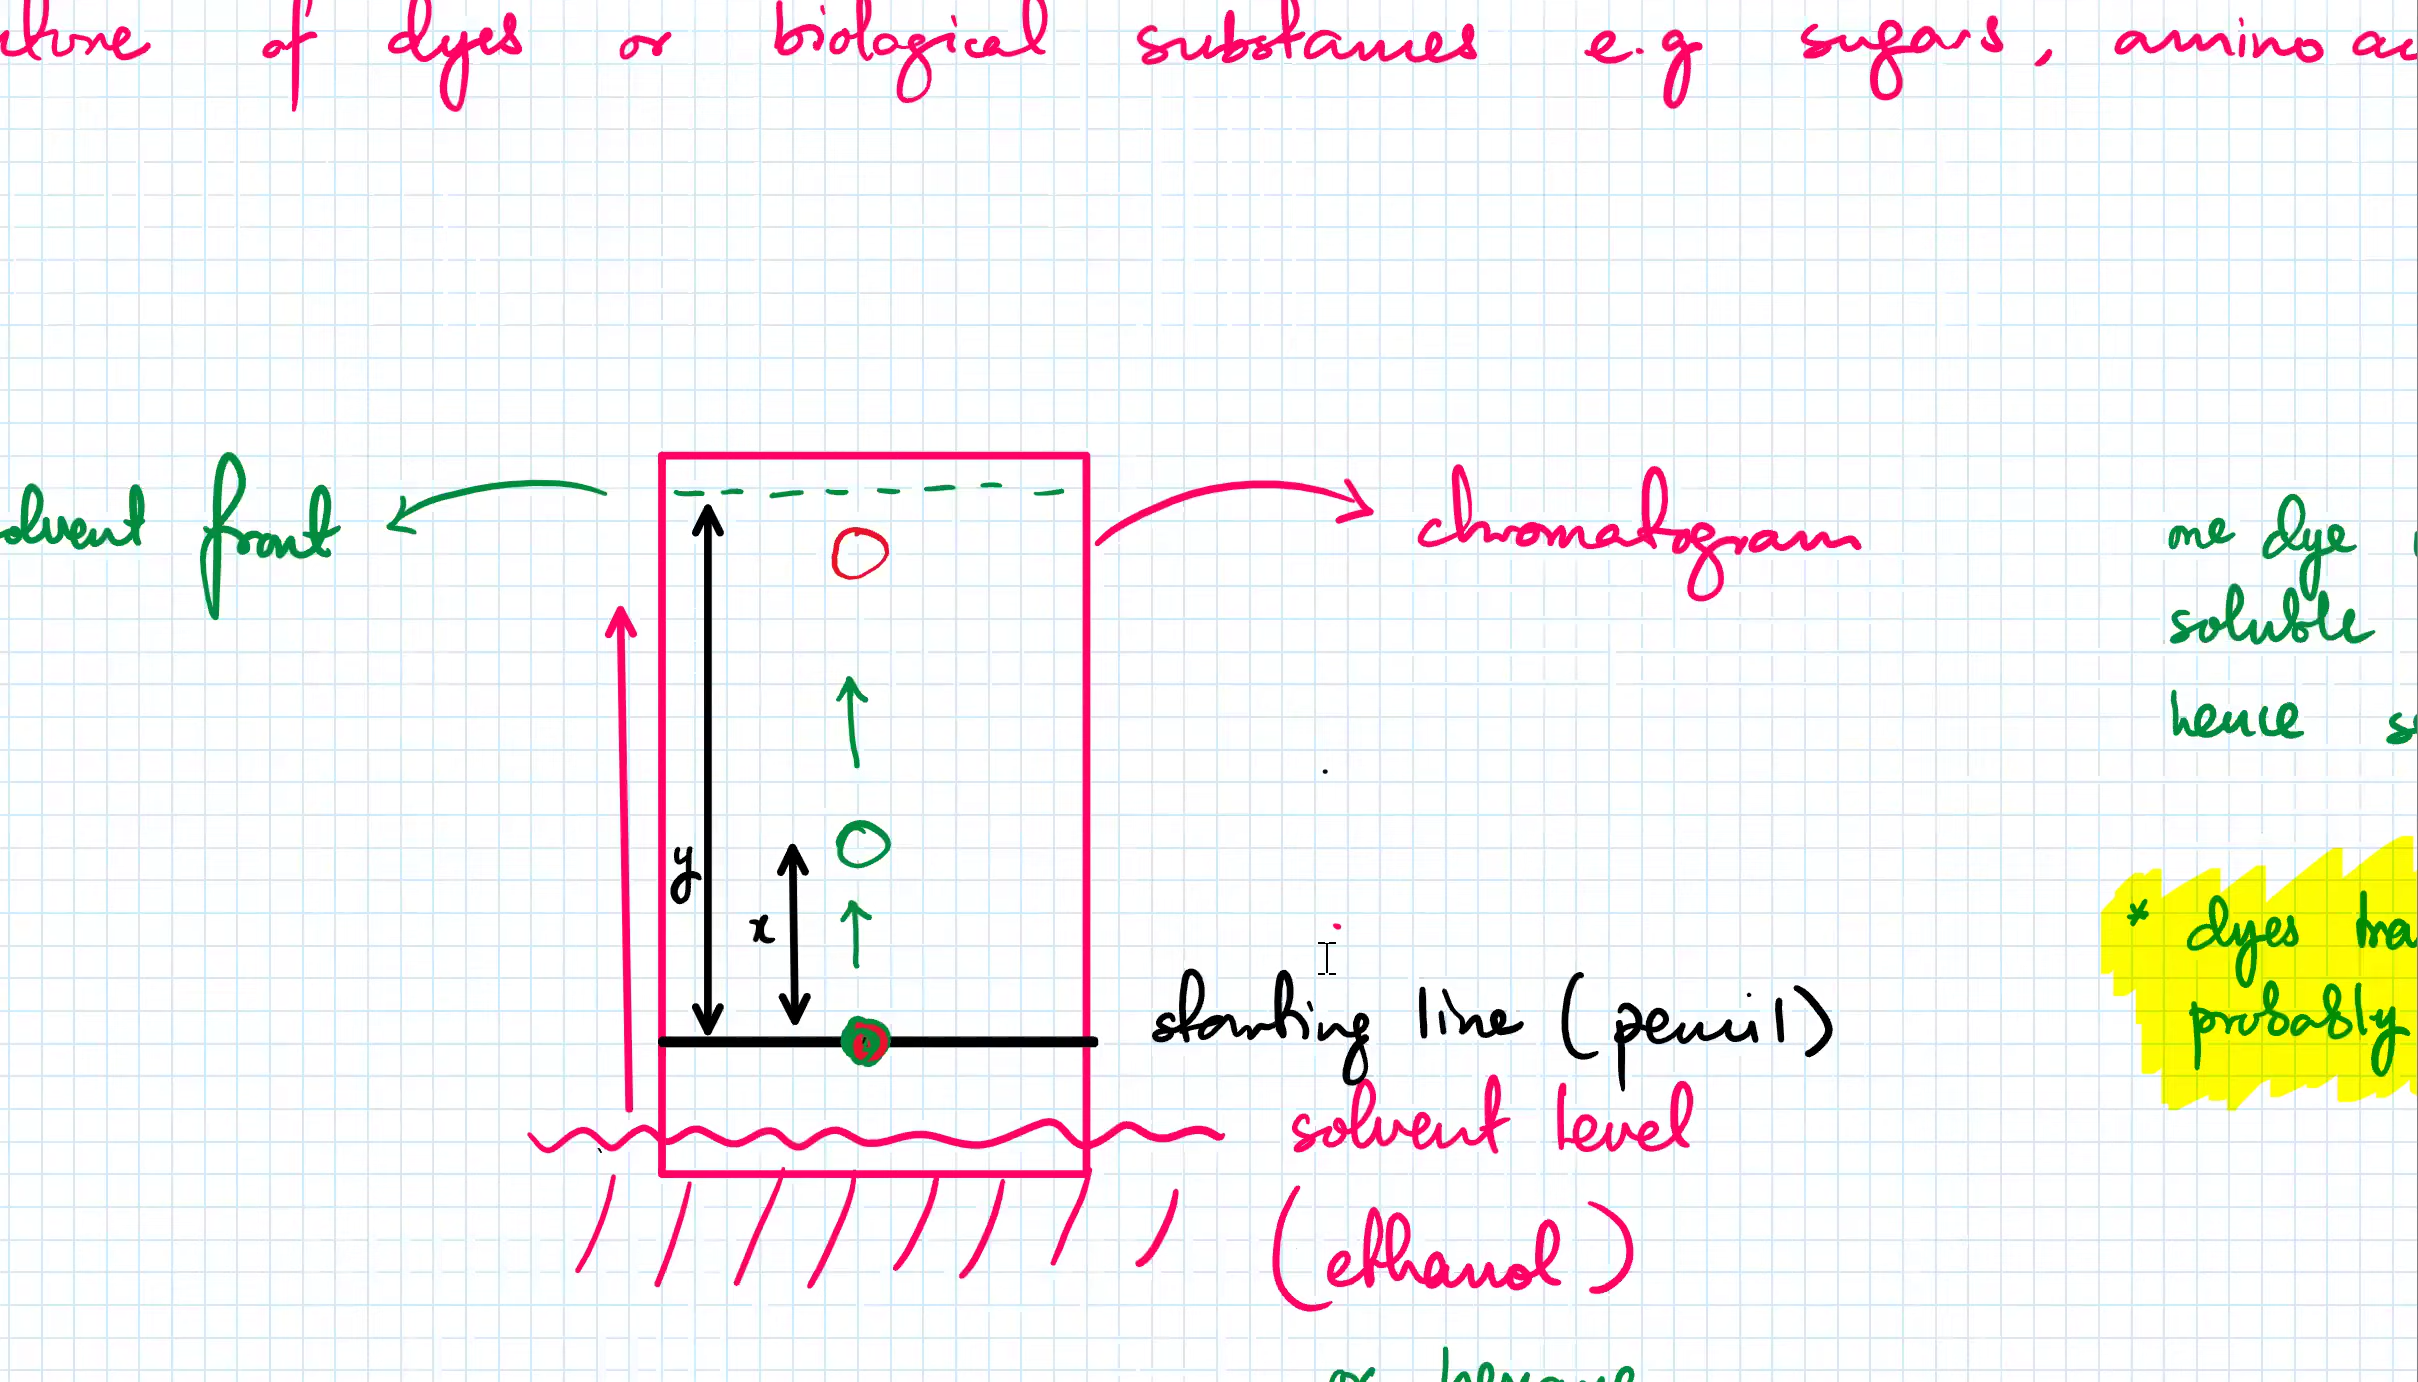 of dyes or biological substances e.g sugars, amino
front
chromatogram
one dye
soluble
hence
y
x
* dyes
probably
starting line (pencil)
solvent level
(ethanol)
or